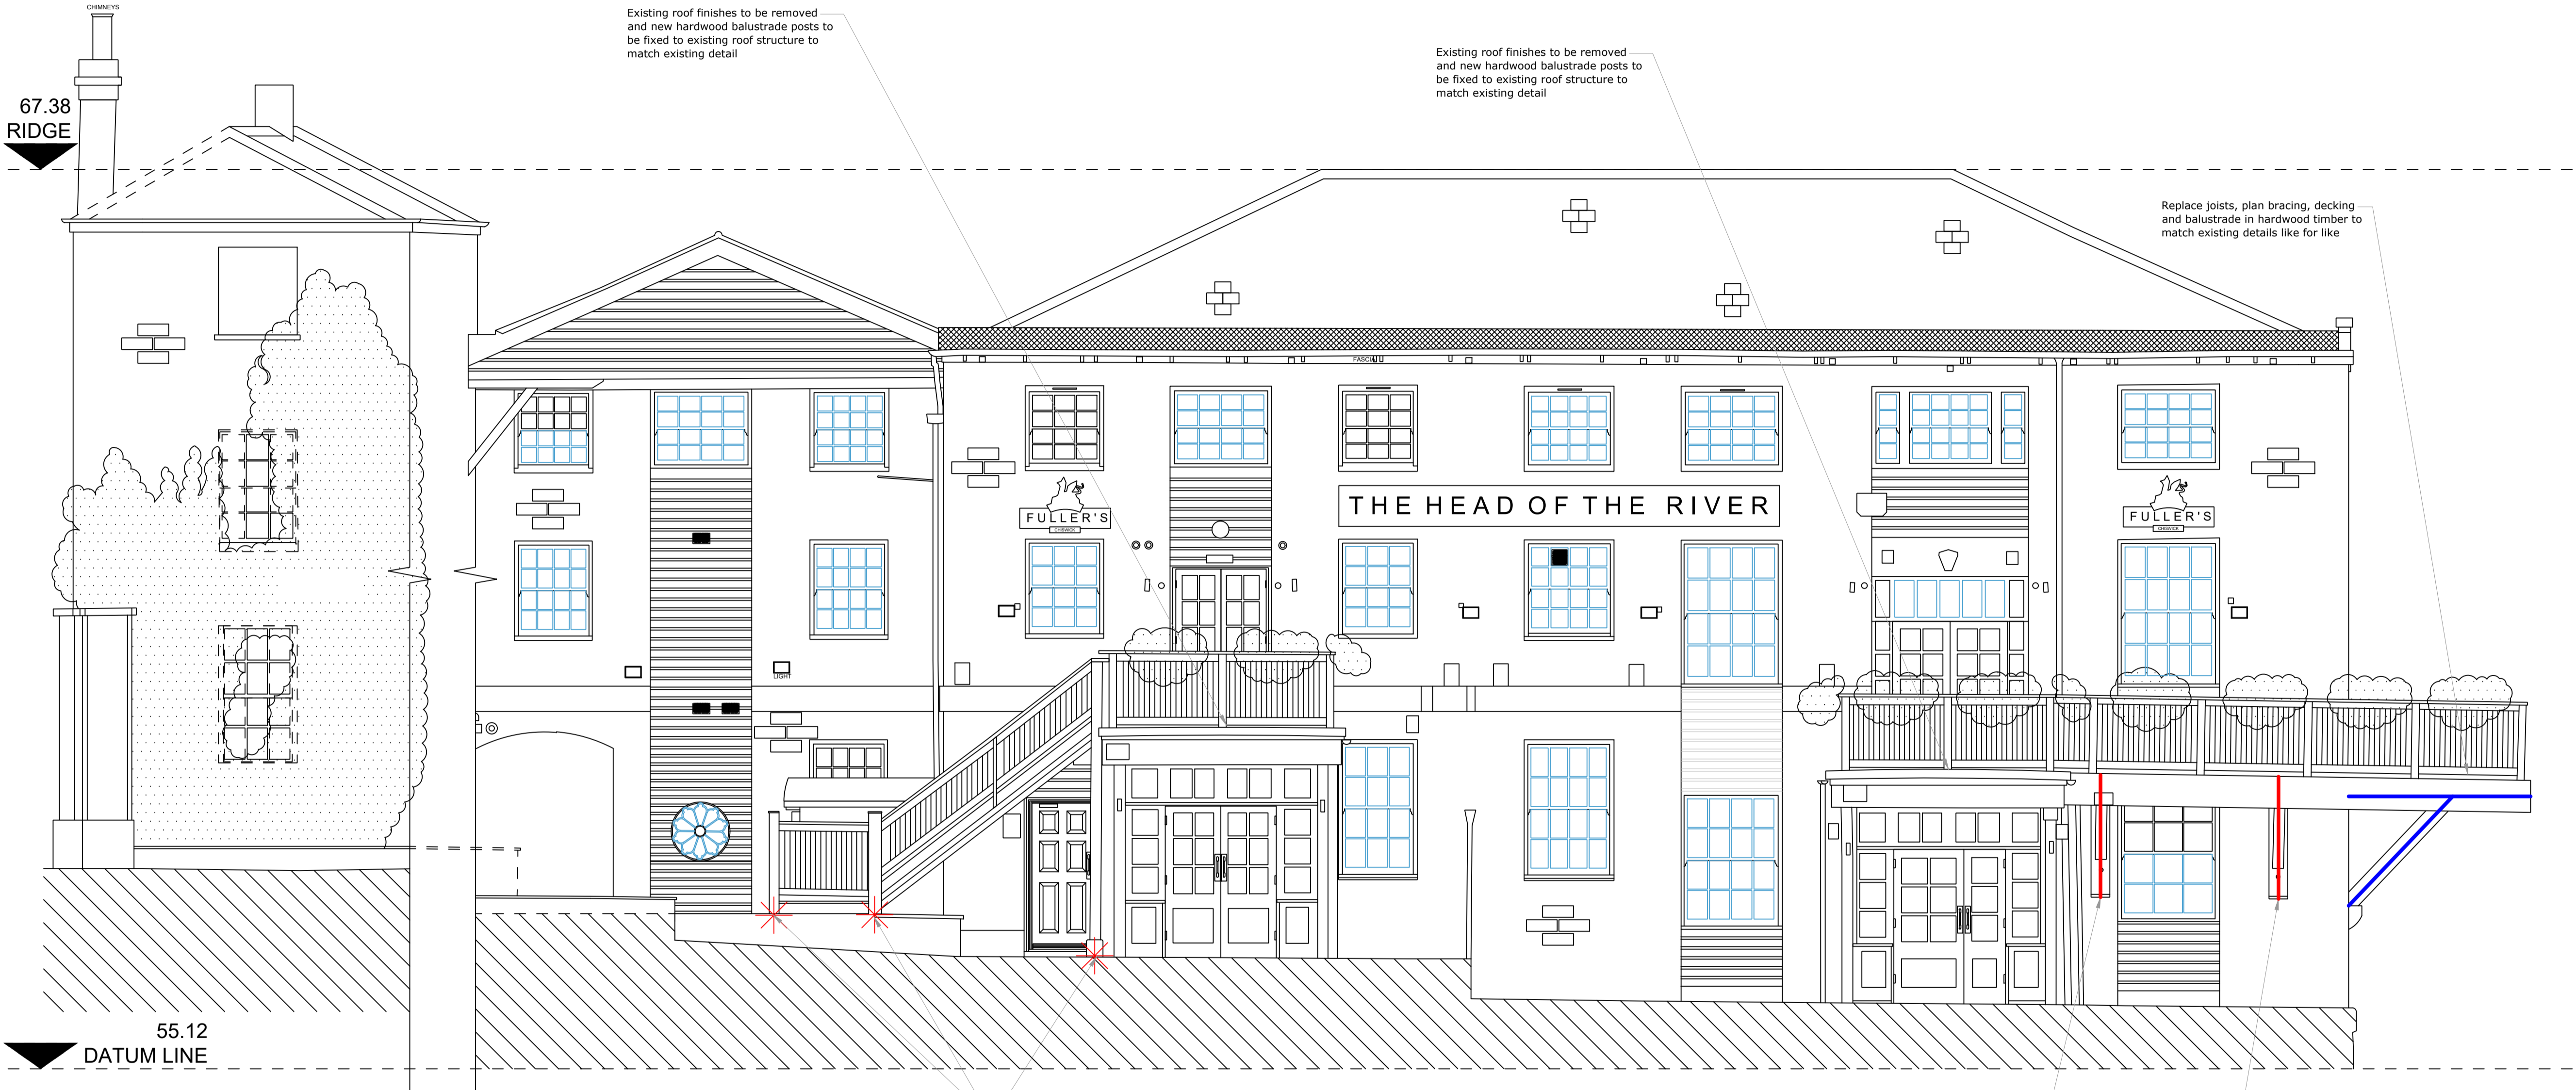 CHIMNEYS
Existing roof finishes to be removed
and new hardwood balustrade posts to
be fixed to existing roof structure to
match existing detail
Existing roof finishes to be removed
and new hardwood balustrade posts to
be fixed to existing roof structure to
match existing detail
67.38
RIDGE
Replace joists, plan bracing, decking
and balustrade in hardwood timber to
match existing details like for like
FASCIA
THE HEAD OF THE RIVER
FULLER'S
CHISWICK
FULLER'S
CHISWICK
LIGHT
55.12
DATUM LINE